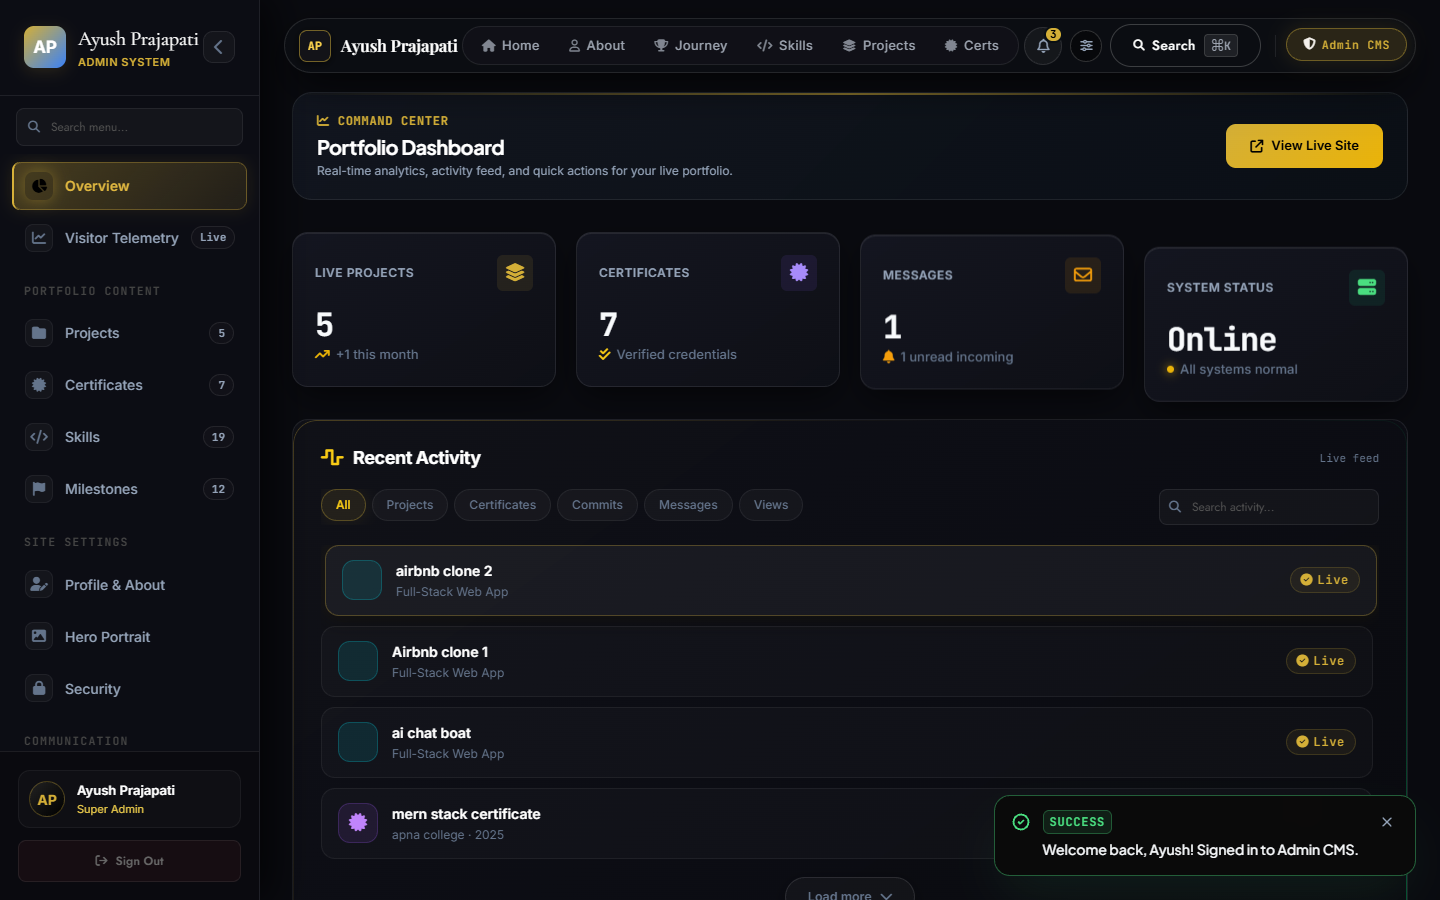 AP
Ayush Prajapati
ADMIN SYSTEM
Search menu...
Overview
Visitor Telemetry
Live
PORTFOLIO CONTENT
Projects
5
Certificates
7
Skills
19
Milestones
12
SITE SETTINGS
Profile & About
Hero Portrait
Security
COMMUNICATION
AP
Ayush Prajapati
Super Admin
Sign Out
AP
Ayush Prajapati
Home
About
Journey
Skills
Projects
Certs
3
Search
⌘K
Admin CMS
COMMAND CENTER
Portfolio Dashboard
Real-time analytics, activity feed, and quick actions for your live portfolio.
View Live Site
LIVE PROJECTS
5
+1 this month
CERTIFICATES
7
Verified credentials
MESSAGES
1
1 unread incoming
SYSTEM STATUS
Online
All systems normal
Recent Activity
Live feed
All
Projects
Certificates
Commits
Messages
Views
Search activity...
airbnb clone 2
Full-Stack Web App
Live
Airbnb clone 1
Full-Stack Web App
Live
ai chat boat
Full-Stack Web App
Live
mern stack certificate
apna college · 2025
Load more
SUCCESS
Welcome back, Ayush! Signed in to Admin CMS.